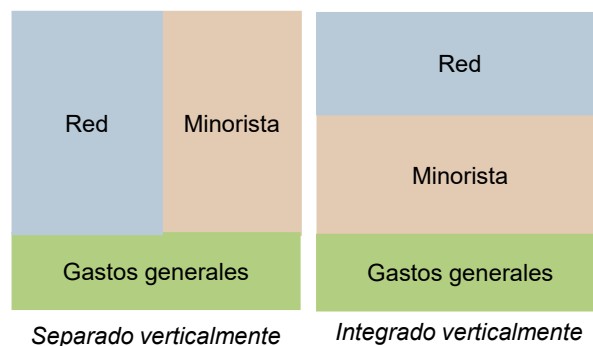 Red
Minorista
Gastos generales
Separado verticalmente
Red
Minorista
Gastos generales
Integrado verticalmente